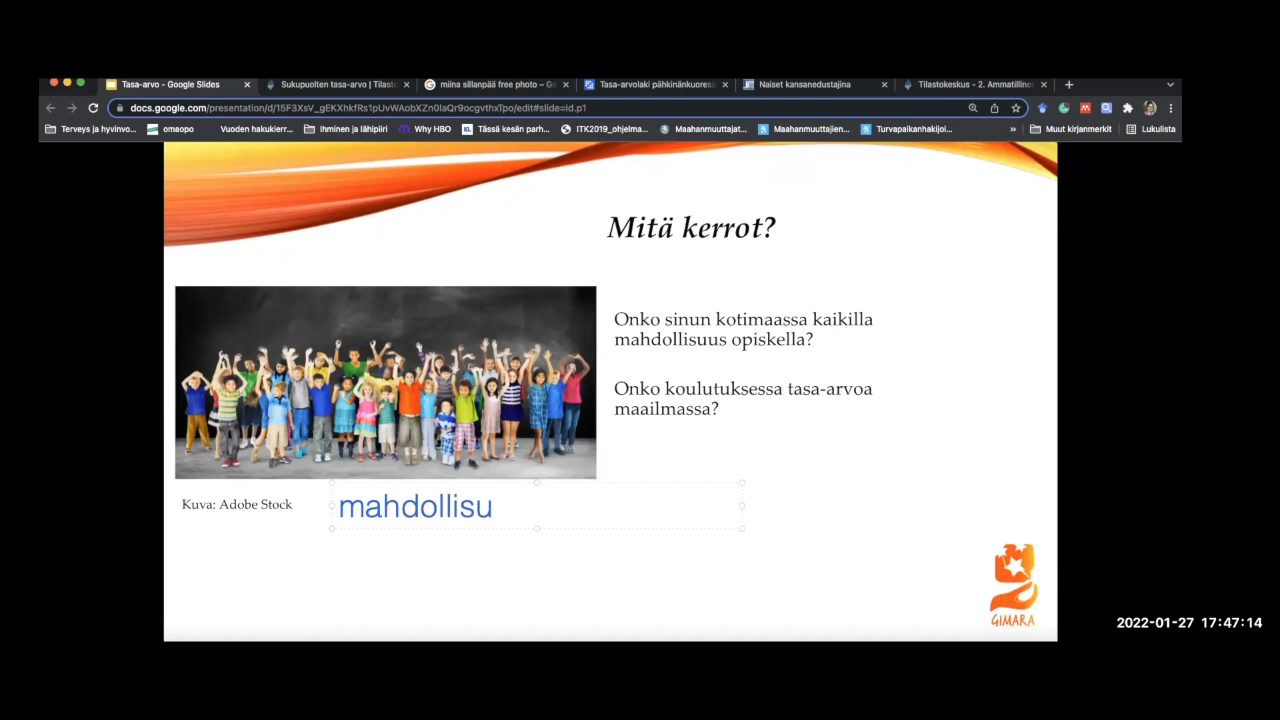 Tasa-arvo - Google Slides
Sukupuolten tasa-arvo | Tilast
miina sillanpää free photo – Go
Tasa-arvolaki pähkinänkuores
Naiset kansanedustajina
Tilastokeskus - 2. Ammatilline
docs.google.com/presentation/d/15F3XsV_gEKXhkfRs1pUvWAobXZn0laQr9ocgvthxTpo/edit#slide=id.p1
Terveys ja hyvinvo...
omaopo
Vuoden hakukierr...
Ihminen ja lähipiiri
Why HBO
Tässä kesän parh...
ITK2019_ohjelma...
Maahanmuuttajat...
Maahanmuuttajien...
Turvapaikanhakijoi...
»
Muut kirjanmerkit
Lukulista
Mitä kerrot?
Onko sinun kotimaassa kaikilla
mahdollisuus opiskella?
Onko koulutuksessa tasa-arvoa
maailmassa?
Kuva: Adobe Stock
mahdollisu
GIMARA
2022-01-27 17:47:14